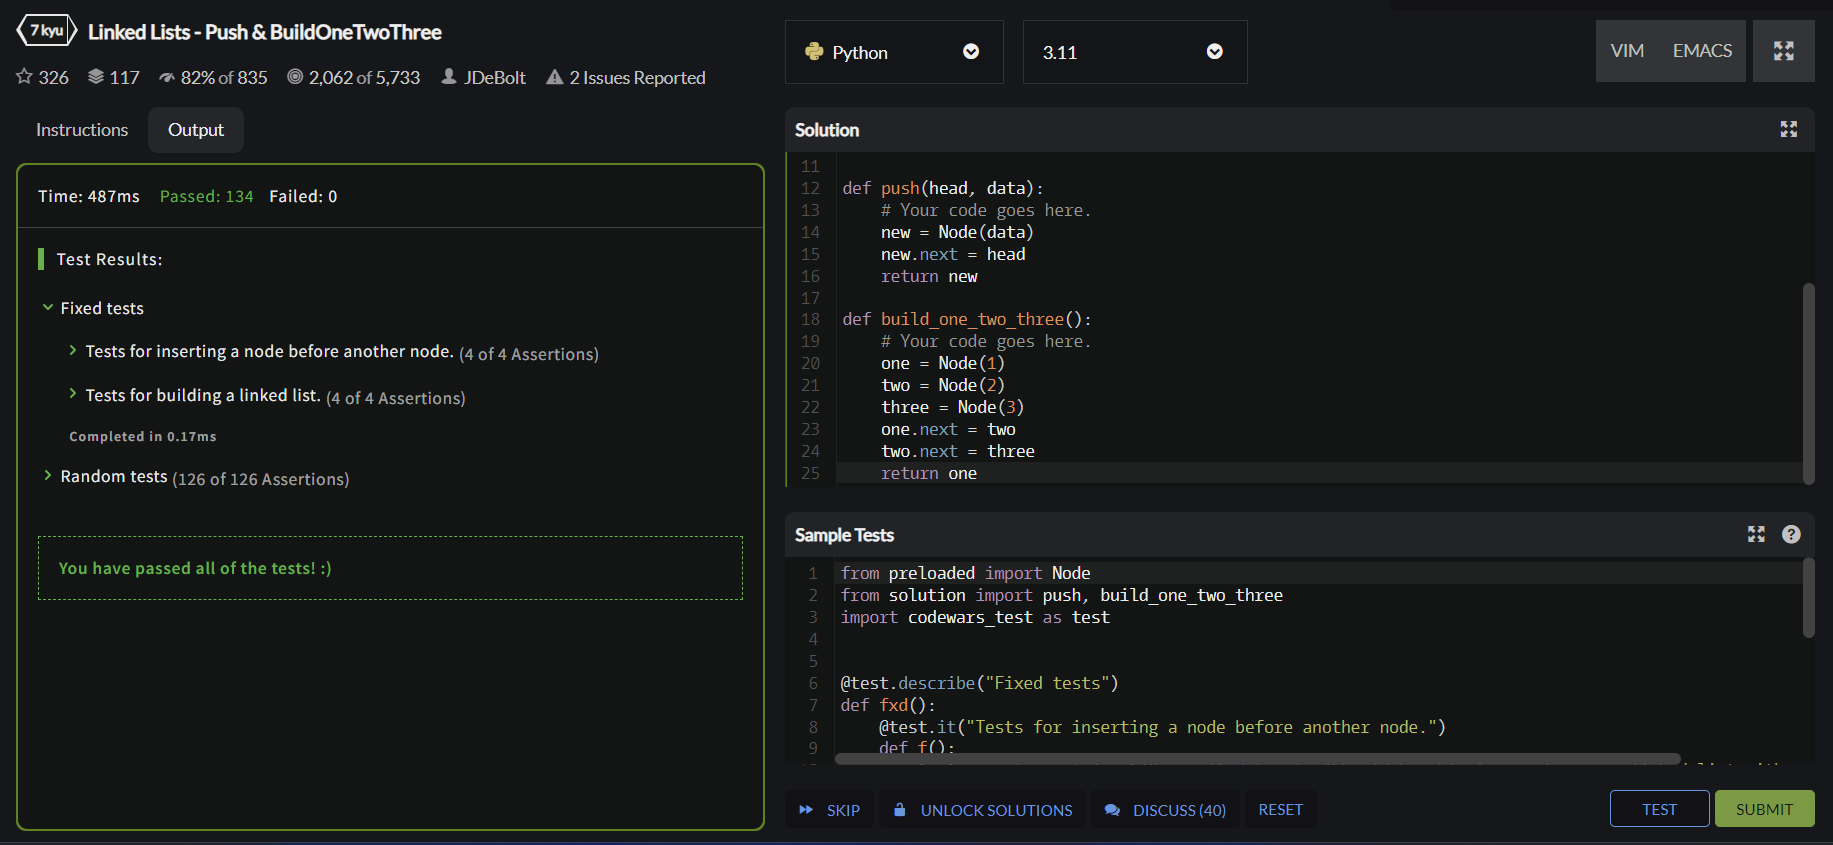 7 kyu Linked Lists - Push & BuildOneTwoThree
326 117 82% of 835 2,062 of 5,733 JDeBolt 2 Issues Reported
Instructions Output
Time: 487ms Passed: 134 Failed: 0
Test Results:
Fixed tests
Tests for inserting a node before another node. (4 of 4 Assertions)
Tests for building a linked list. (4 of 4 Assertions)
Completed in 0.17ms
Random tests (126 of 126 Assertions)
You have passed all of the tests! :)
Python 3.11 VIM EMACS
Solution
11
12 def push(head, data):
13     # Your code goes here.
14     new = Node(data)
15     new.next = head
16     return new
17
18 def build_one_two_three():
19     # Your code goes here.
20     one = Node(1)
21     two = Node(2)
22     three = Node(3)
23     one.next = two
24     two.next = three
25     return one
Sample Tests
1 from preloaded import Node
2 from solution import push, build_one_two_three
3 import codewars_test as test
4
5
6 @test.describe("Fixed tests")
7 def fxd():
8     @test.it("Tests for inserting a node before another node.")
9     def f():
SKIP UNLOCK SOLUTIONS DISCUSS (40) RESET TEST SUBMIT